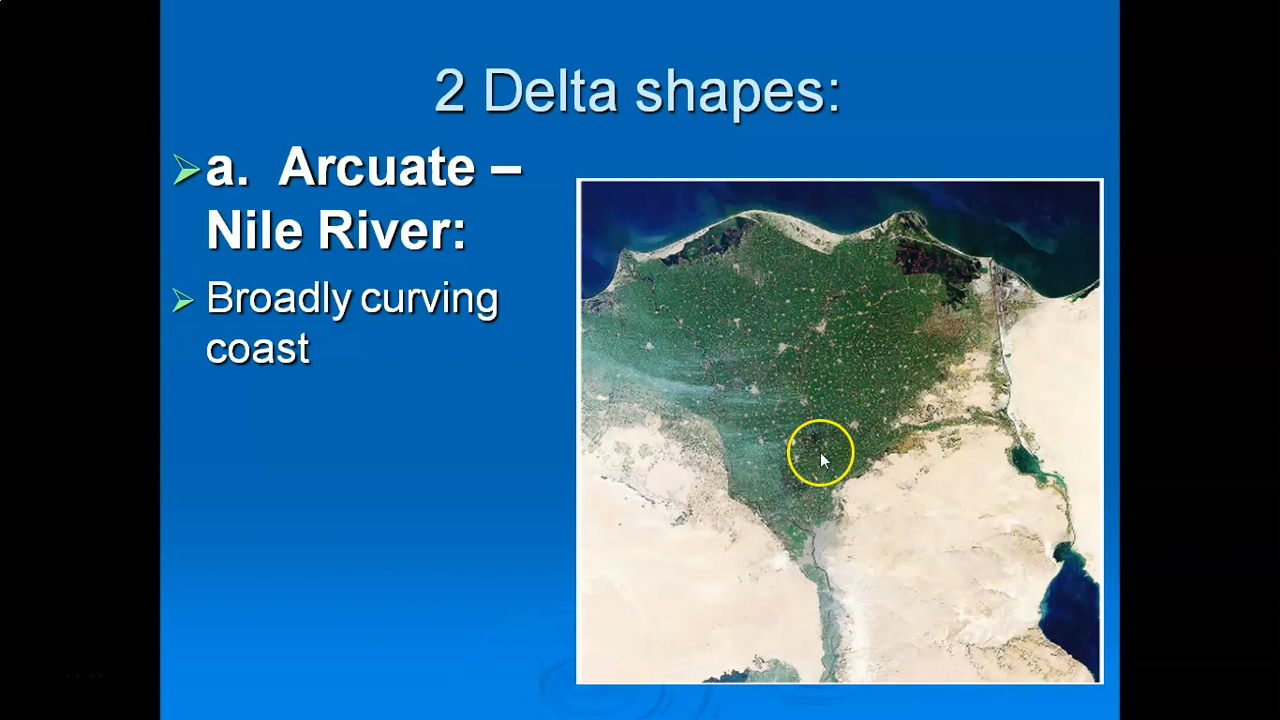 2 Delta shapes:
a. Arcuate –
Nile River:
Broadly curving
coast